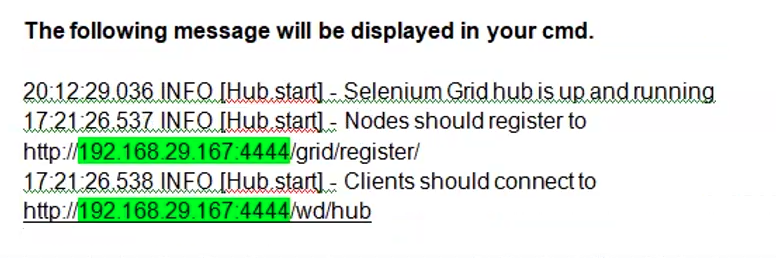 The following message will be displayed in your cmd.
20:12:29.036 INFO [Hub.start] - Selenium Grid hub is up and running
17:21:26.537 INFO [Hub.start] - Nodes should register to
http://192.168.29.167:4444/grid/register/
17:21:26.538 INFO [Hub.start] - Clients should connect to
http://192.168.29.167:4444/wd/hub